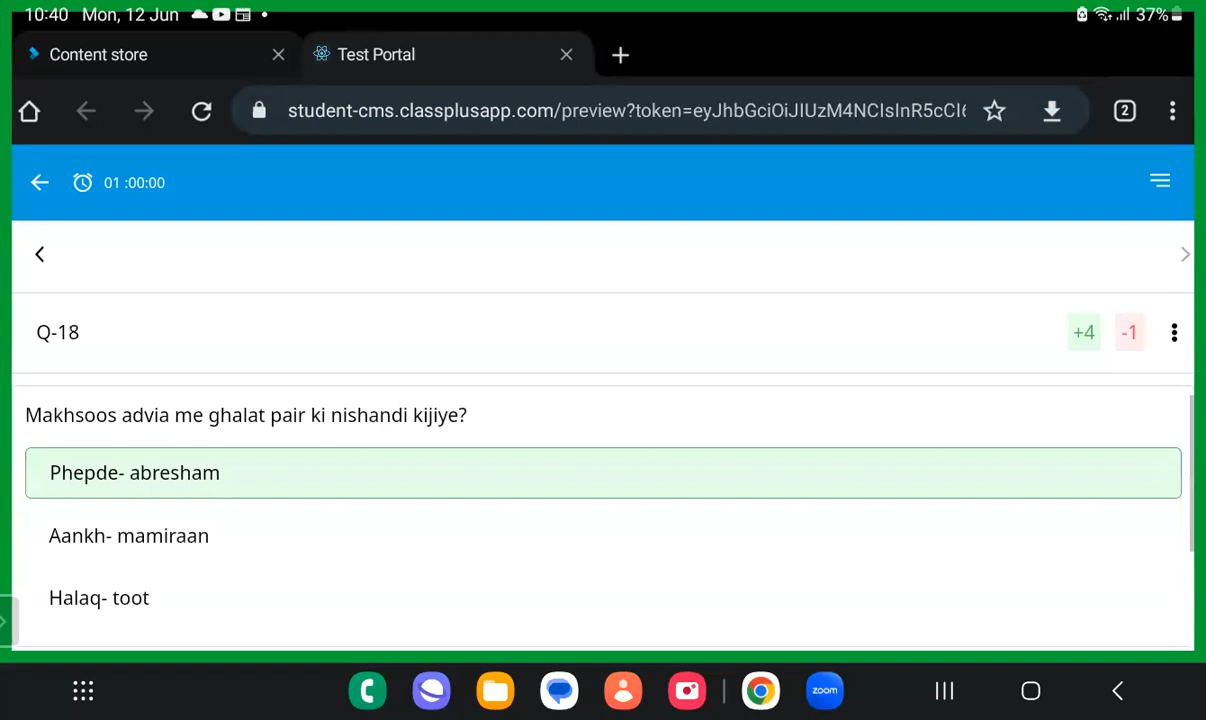 10:40 Mon, 12 Jun 37%
Content store Test Portal
student-cms.classplusapp.com/preview?token=eyJhbGciOiJIUzM4NCIsInR5cCI6 2
01 :00:00
Q-18 +4 -1
Makhsoos advia me ghalat pair ki nishandi kijiye?
Phepde- abresham
Aankh- mamiraan
Halaq- toot
zoom